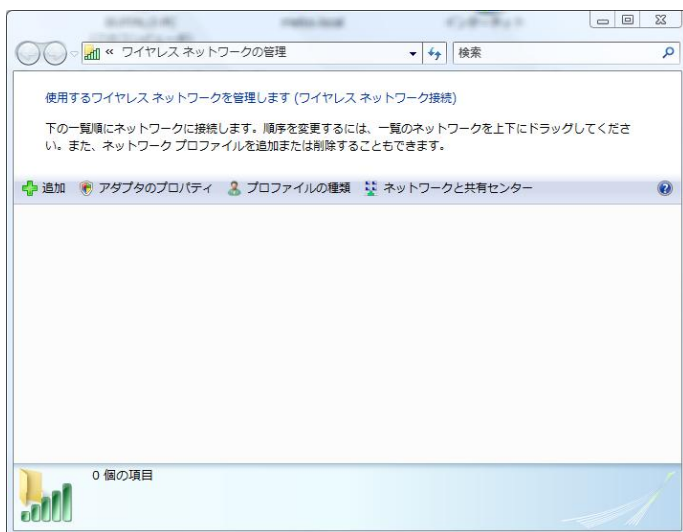 « ワイヤレス ネットワークの管理
検索
使用するワイヤレス ネットワークを管理します (ワイヤレス ネットワーク接続)
下の一覧順にネットワークに接続します。順序を変更するには、一覧のネットワークを上下にドラッグしてくださ
い。また、ネットワーク プロファイルを追加または削除することもできます。
追加 アダプタのプロパティ プロファイルの種類 ネットワークと共有センター
0 個の項目